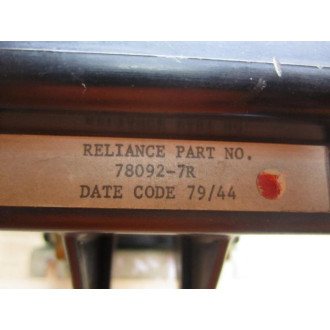 RELIANCE PART NO.
78092-7R
DATE CODE 79/44